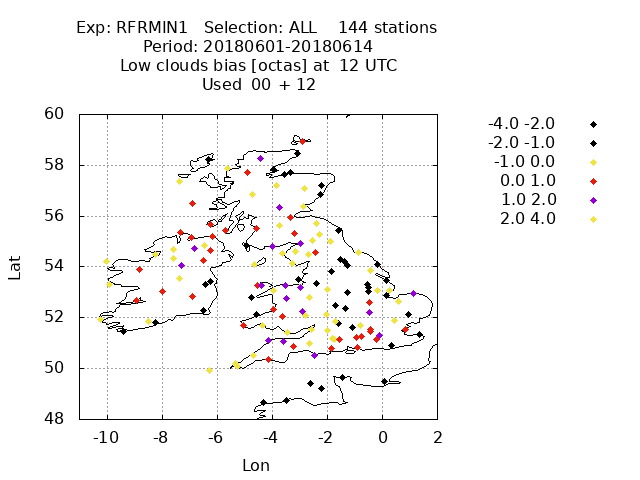 Exp: RFRMIN1   Selection: ALL    144 stations
Period: 20180601-20180614
Low clouds bias [octas] at  12 UTC
Used  00 + 12
-4.0 -2.0
-2.0 -1.0
-1.0 0.0
0.0 1.0
1.0 2.0
2.0 4.0
60
58
56
54
52
50
48
Lat
-10 -8 -6 -4 -2 0 2
Lon